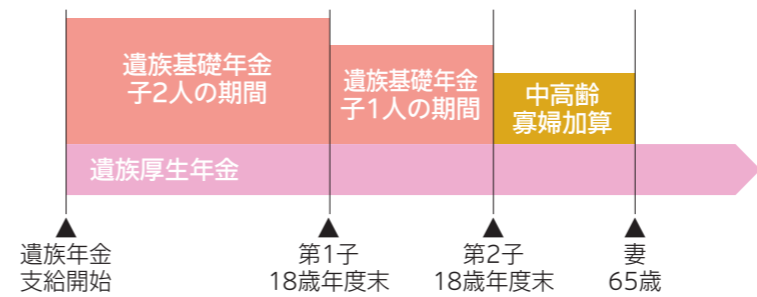 遺族基礎年金
子2人の期間
遺族基礎年金
子1人の期間
中高齢
寡婦加算
遺族厚生年金
遺族年金
支給開始
第1子
18歳年度末
第2子
18歳年度末
妻
65歳